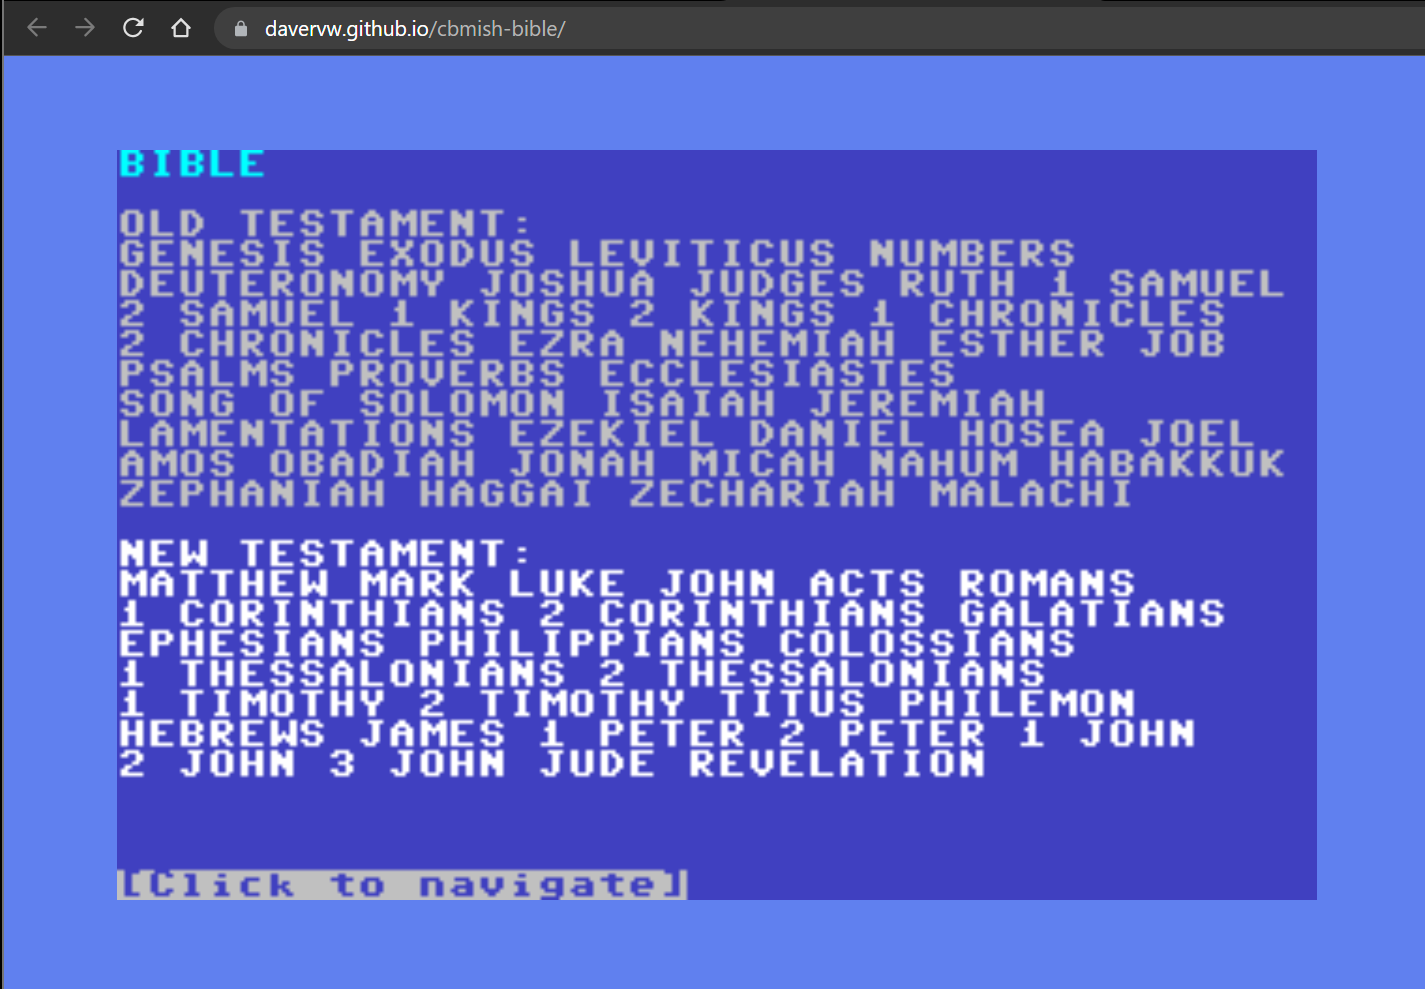 davervw.github.io/cbmish-bible/
BIBLE
OLD TESTAMENT:
GENESIS EXODUS LEVITICUS NUMBERS
DEUTERONOMY JOSHUA JUDGES RUTH 1 SAMUEL
2 SAMUEL 1 KINGS 2 KINGS 1 CHRONICLES
2 CHRONICLES EZRA NEHEMIAH ESTHER JOB
PSALMS PROVERBS ECCLESIASTES
SONG OF SOLOMON ISAIAH JEREMIAH
LAMENTATIONS EZEKIEL DANIEL HOSEA JOEL
AMOS OBADIAH JONAH MICAH NAHUM HABAKKUK
ZEPHANIAH HAGGAI ZECHARIAH MALACHI
NEW TESTAMENT:
MATTHEW MARK LUKE JOHN ACTS ROMANS
1 CORINTHIANS 2 CORINTHIANS GALATIANS
EPHESIANS PHILIPPIANS COLOSSIANS
1 THESSALONIANS 2 THESSALONIANS
1 TIMOTHY 2 TIMOTHY TITUS PHILEMON
HEBREWS JAMES 1 PETER 2 PETER 1 JOHN
2 JOHN 3 JOHN JUDE REVELATION
[Click to navigate]